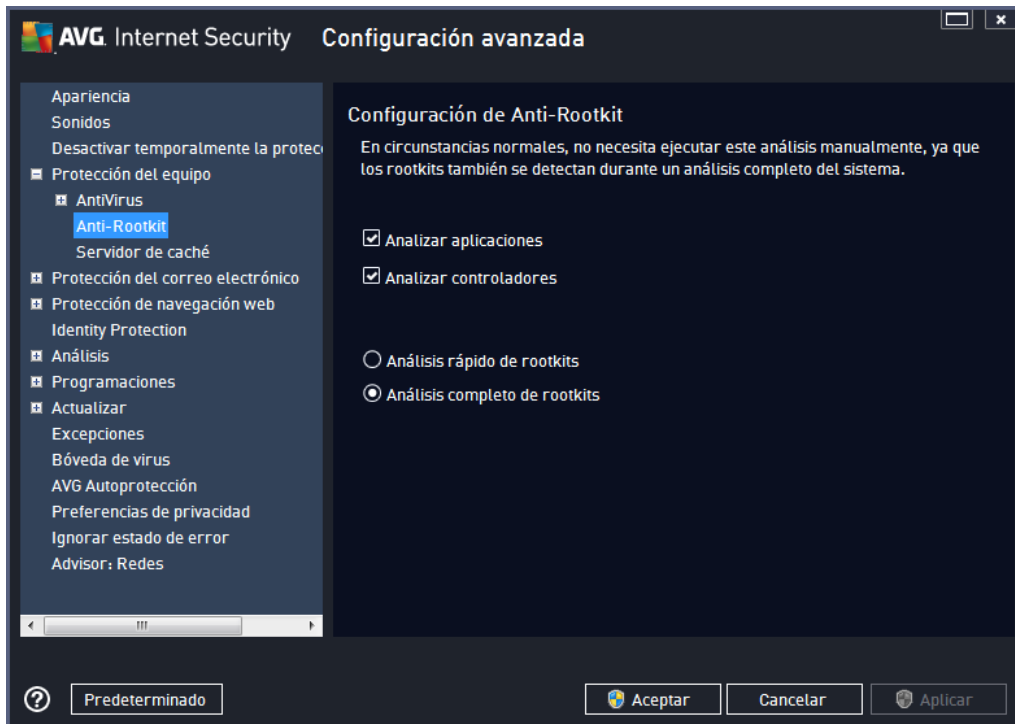 AVG. Internet Security Configuración avanzada
Apariencia
Sonidos
Desactivar temporalmente la protec
Protección del equipo
AntiVirus
Anti-Rootkit
Servidor de caché
Protección del correo electrónico
Protección de navegación web
Identity Protection
Análisis
Programaciones
Actualizar
Excepciones
Bóveda de virus
AVG Autoprotección
Preferencias de privacidad
Ignorar estado de error
Advisor: Redes
Configuración de Anti-Rootkit
En circunstancias normales, no necesita ejecutar este análisis manualmente, ya que
los rootkits también se detectan durante un análisis completo del sistema.
Analizar aplicaciones
Analizar controladores
Análisis rápido de rootkits
Análisis completo de rootkits
Predeterminado
Aceptar
Cancelar
Aplicar